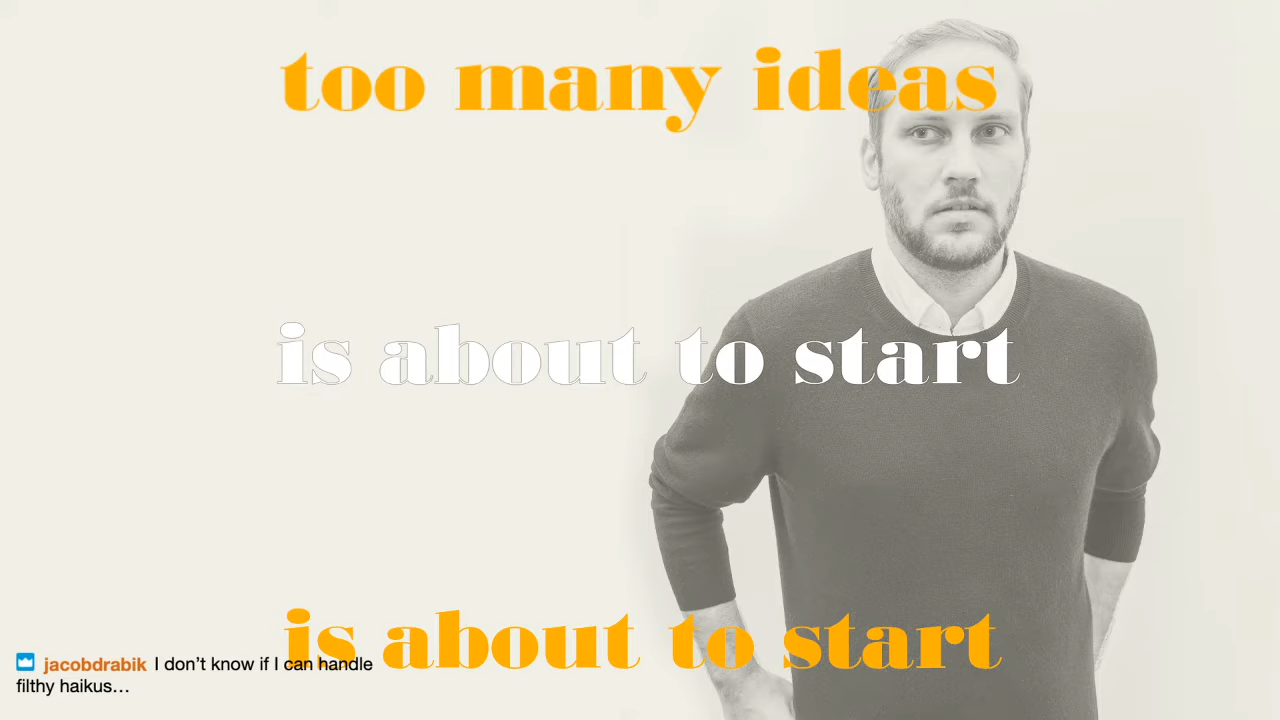 too many ideas
is about to start
is about to start
jacobdrabik I don’t know if I can handle
filthy haikus…